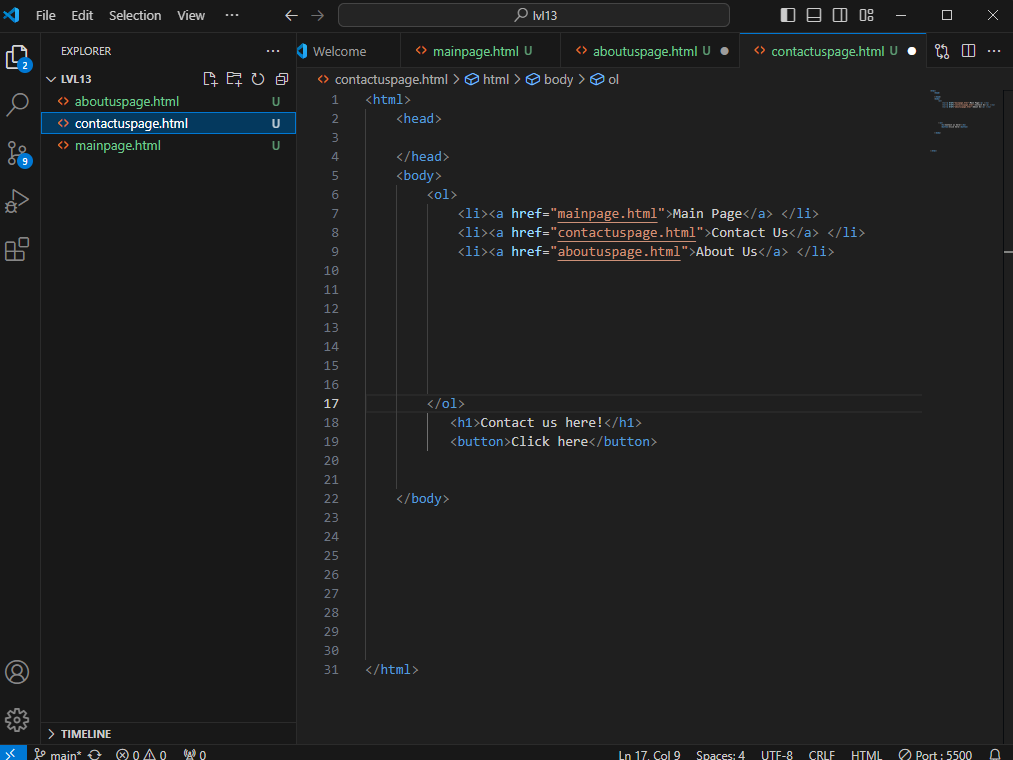 File Edit Selection View ··· lvl13
EXPLORER ···
Welcome mainpage.html U aboutuspage.html U contactuspage.html U ···
LVL13
contactuspage.html > html > body > ol
aboutuspage.html U
contactuspage.html U
mainpage.html U
2
9
1 <html>
2 <head>
3
4 </head>
5 <body>
6 <ol>
7 <li><a href="mainpage.html">Main Page</a> </li>
8 <li><a href="contactuspage.html">Contact Us</a> </li>
9 <li><a href="aboutuspage.html">About Us</a> </li>
10
11
12
13
14
15
16
17 </ol>
18 <h1>Contact us here!</h1>
19 <button>Click here</button>
20
21
22 </body>
23
24
25
26
27
28
29
30
31 </html>
TIMELINE
main* 0 0 0 Ln 17, Col 9 Spaces: 4 UTF-8 CRLF HTML Port : 5500